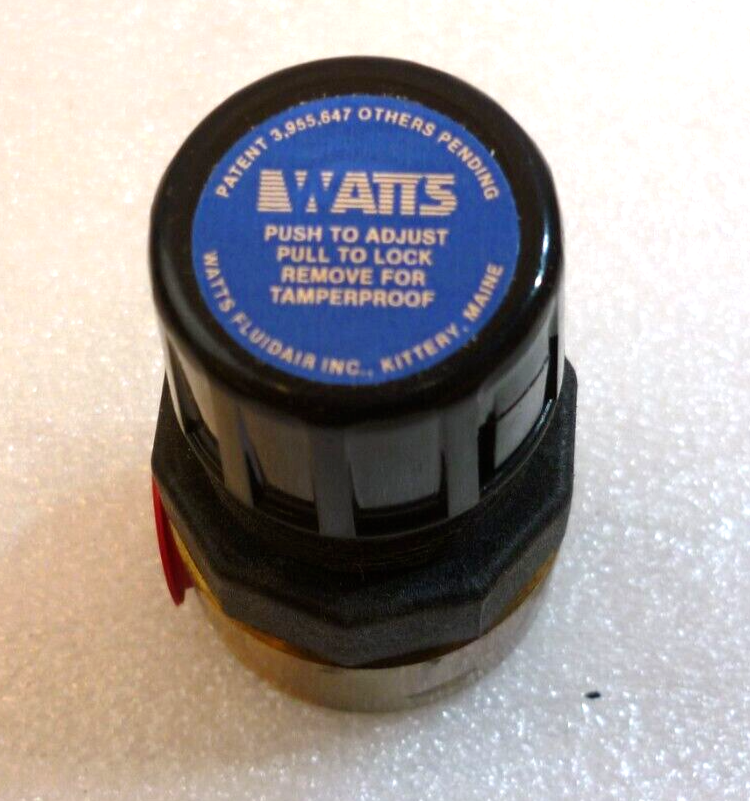 PATENT 3,955,647 OTHERS PENDING
WATTS
PUSH TO ADJUST
PULL TO LOCK
REMOVE FOR
TAMPERPROOF
WATTS FLUIDAIR INC., KITTERY, MAINE